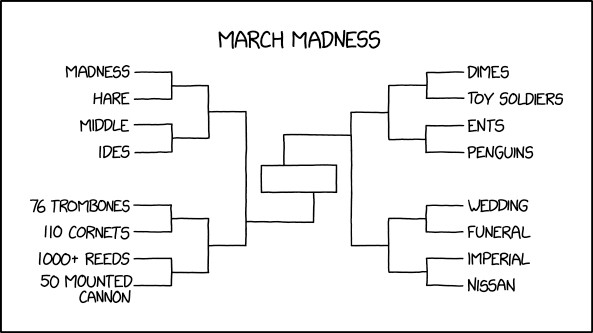 MARCH MADNESS
MADNESS
HARE
MIDDLE
IDES
76 TROMBONES
110 CORNETS
1000+ REEDS
50 MOUNTED
CANNON
DIMES
TOY SOLDIERS
ENTS
PENGUINS
WEDDING
FUNERAL
IMPERIAL
NISSAN